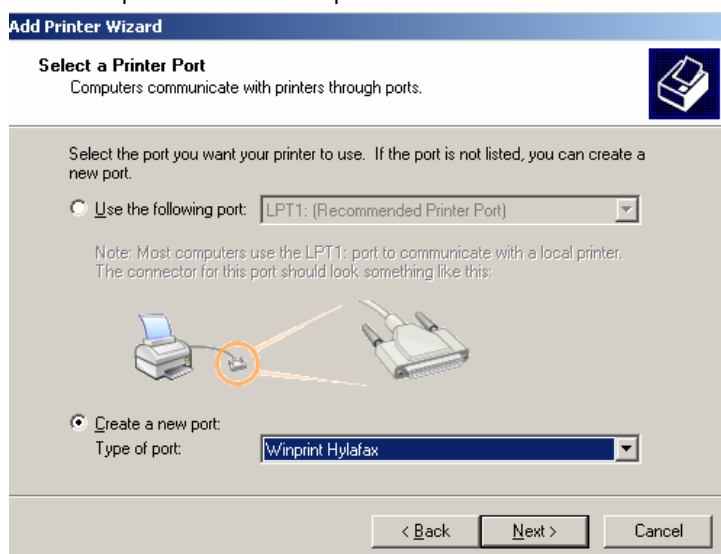 Add Printer Wizard
Select a Printer Port
Computers communicate with printers through ports.
Select the port you want your printer to use. If the port is not listed, you can create a
new port.
Use the following port: LPT1: (Recommended Printer Port)
Note: Most computers use the LPT1: port to communicate with a local printer.
The connector for this port should look something like this:
Create a new port:
Type of port: Winprint Hylafax
< Back Next > Cancel